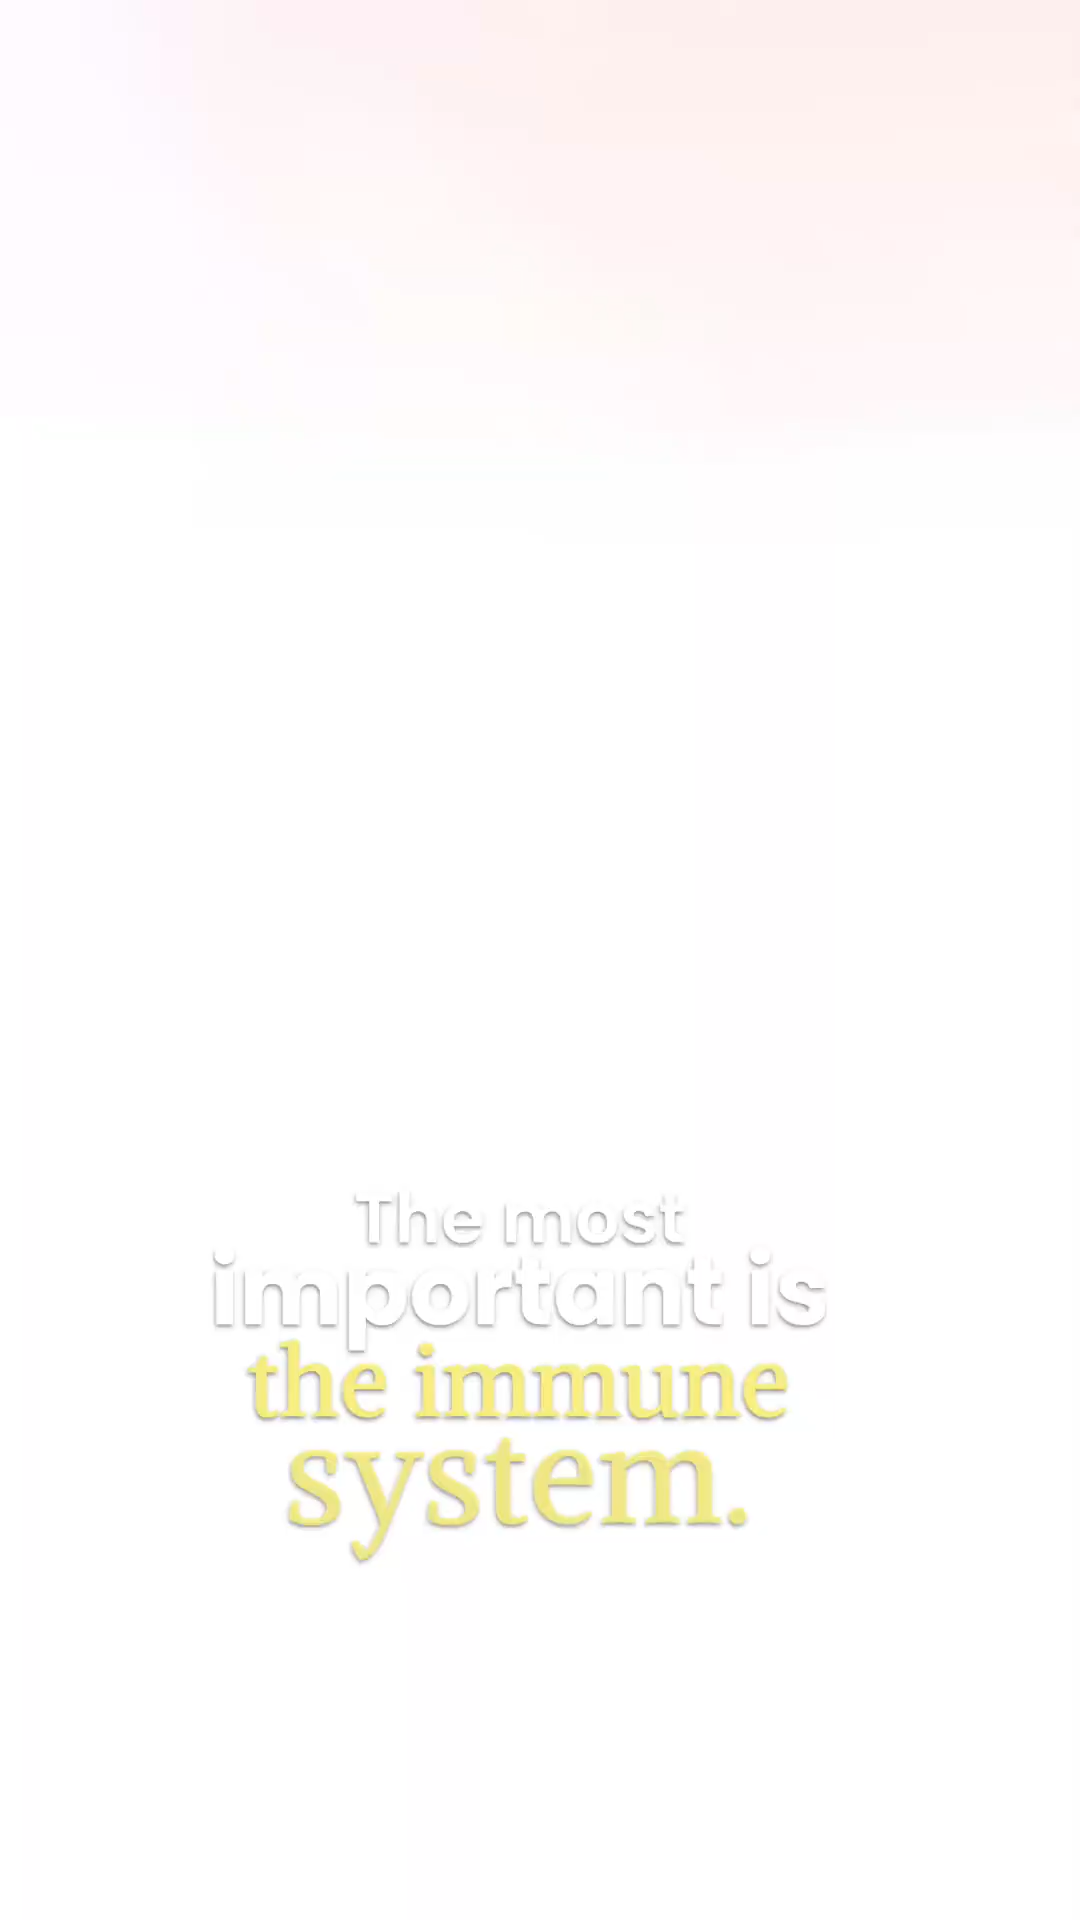 The most
important is
the immune
system.